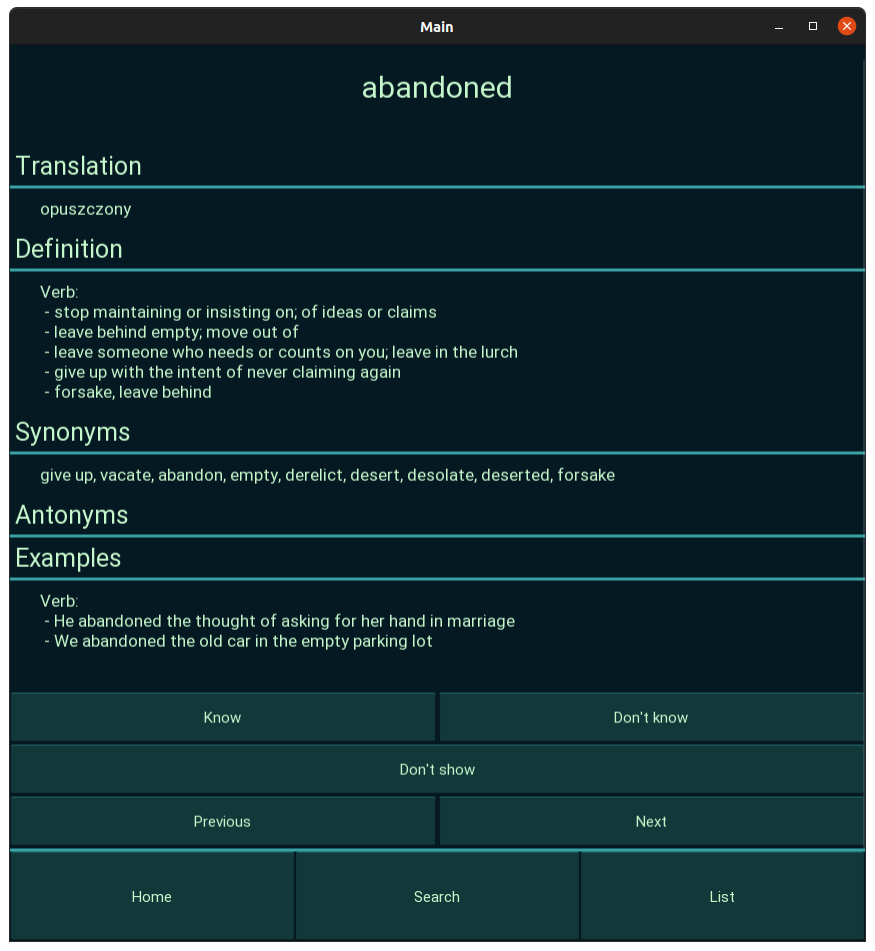 Main
abandoned
Translation
opuszczony
Definition
Verb:
- stop maintaining or insisting on; of ideas or claims
- leave behind empty; move out of
- leave someone who needs or counts on you; leave in the lurch
- give up with the intent of never claiming again
- forsake, leave behind
Synonyms
give up, vacate, abandon, empty, derelict, desert, desolate, deserted, forsake
Antonyms
Examples
Verb:
- He abandoned the thought of asking for her hand in marriage
- We abandoned the old car in the empty parking lot
Know Don't know
Don't show
Previous Next
Home Search List